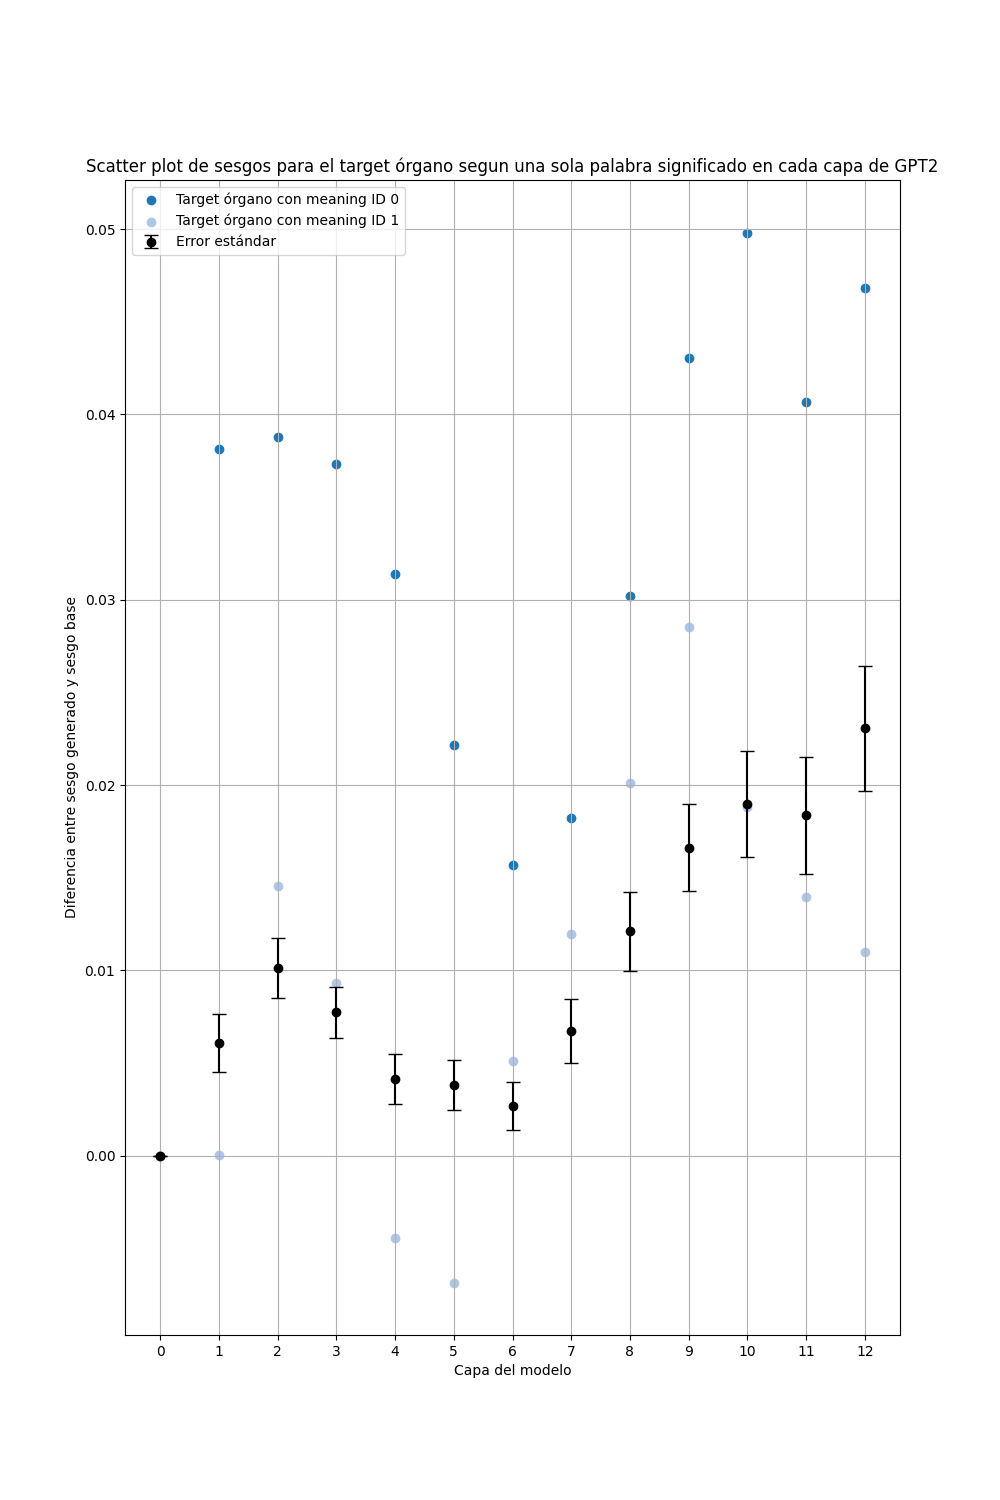 Scatter plot de sesgos para el target órgano segun una sola palabra significado en cada capa de GPT2
Target órgano con meaning ID 0
Target órgano con meaning ID 1
Error estándar
0.05
0.04
0.03
0.02
0.01
0.00
Diferencia entre sesgo generado y sesgo base
0 1 2 3 4 5 6 7 8 9 10 11 12
Capa del modelo